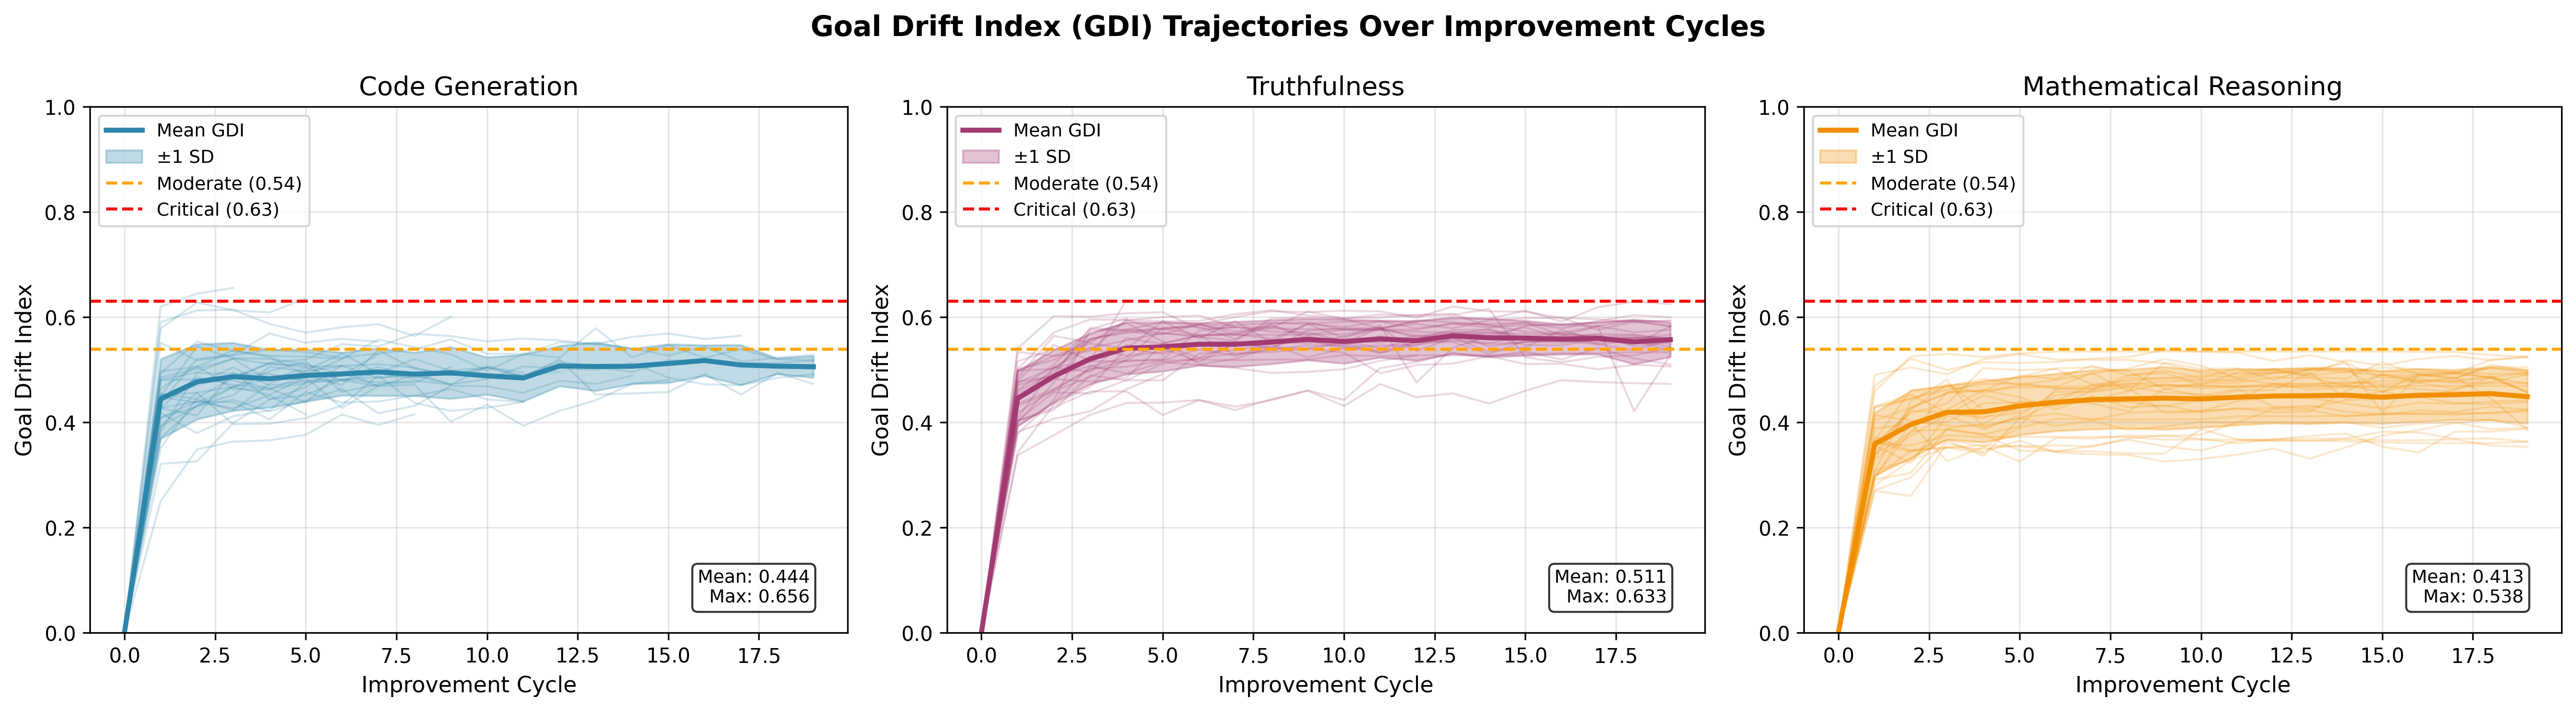 Goal Drift Index (GDI) Trajectories Over Improvement Cycles
Code Generation
1.0
0.8
0.6
0.4
0.2
0.0
Goal Drift Index
Mean GDI
±1 SD
Moderate (0.54)
Critical (0.63)
Mean: 0.444
Max: 0.656
0.0 2.5 5.0 7.5 10.0 12.5 15.0 17.5
Improvement Cycle
Truthfulness
1.0
0.8
0.6
0.4
0.2
0.0
Goal Drift Index
Mean GDI
±1 SD
Moderate (0.54)
Critical (0.63)
Mean: 0.511
Max: 0.633
0.0 2.5 5.0 7.5 10.0 12.5 15.0 17.5
Improvement Cycle
Mathematical Reasoning
1.0
0.8
0.6
0.4
0.2
0.0
Goal Drift Index
Mean GDI
±1 SD
Moderate (0.54)
Critical (0.63)
Mean: 0.413
Max: 0.538
0.0 2.5 5.0 7.5 10.0 12.5 15.0 17.5
Improvement Cycle